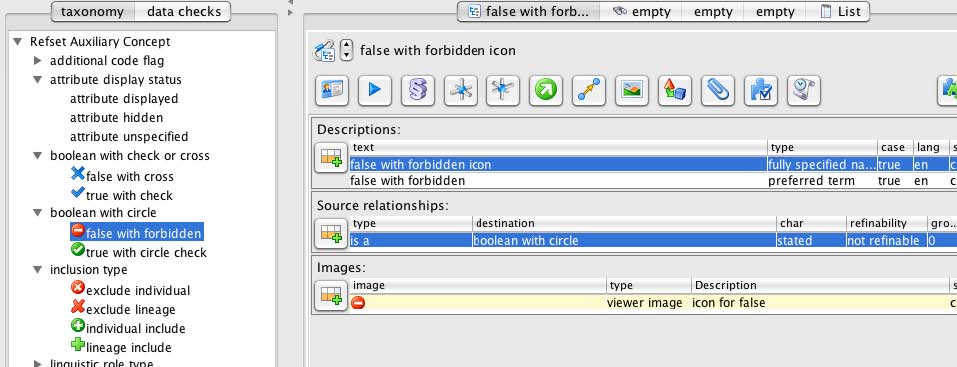 taxonomy data checks
Refset Auxiliary Concept
additional code flag
attribute display status
attribute displayed
attribute hidden
attribute unspecified
boolean with check or cross
false with cross
true with check
boolean with circle
false with forbidden
true with circle check
inclusion type
exclude individual
exclude lineage
individual include
lineage include
linguistic role type
false with forb... empty empty empty List
false with forbidden icon
Descriptions:
text type case lang s
false with forbidden icon fully specified na... true en c
false with forbidden preferred term true en c
Source relationships:
type destination char refinability gro...
is a boolean with circle stated not refinable 0
Images:
image type Description s
viewer image icon for false c